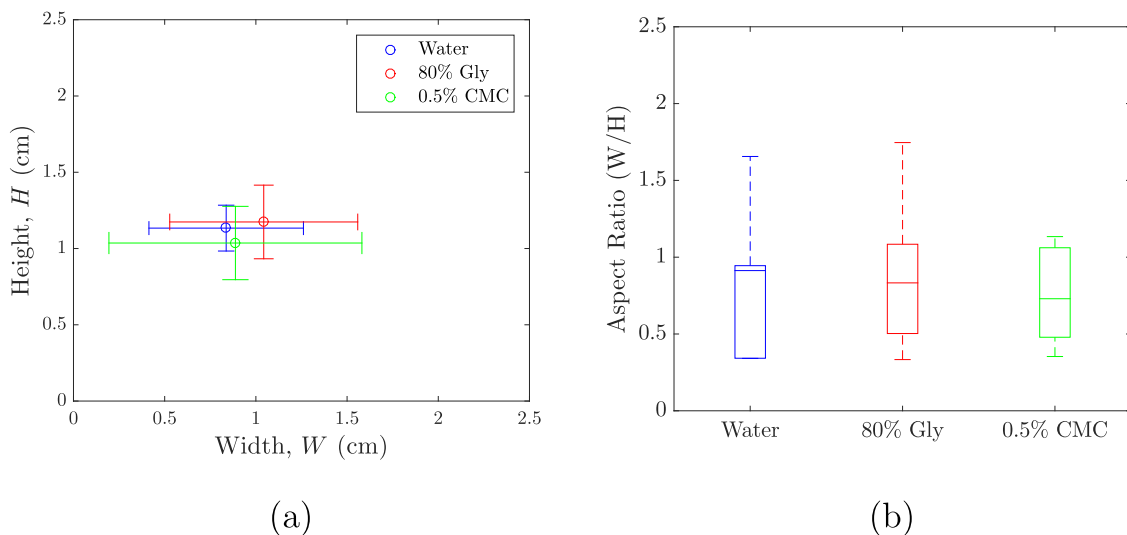 2.5
2
1.5
1
0.5
0
0
0.5
1
1.5
2
2.5
Height, H (cm)
Width, W (cm)
Water
80% Gly
0.5% CMC
(a)
2.5
2
1.5
1
0.5
0
Aspect Ratio (W/H)
Water
80% Gly
0.5% CMC
(b)